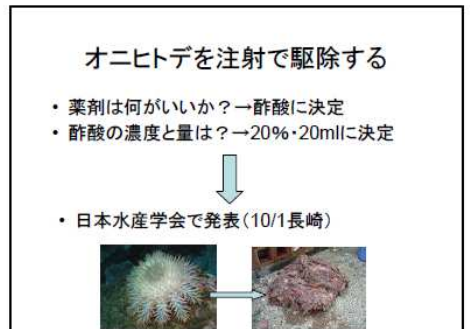 オニヒトデを注射で駆除する
・薬剤は何がいいか？→酢酸に決定
・酢酸の濃度と量は？→20%・20mlに決定
・日本水産学会で発表(10/1長崎)